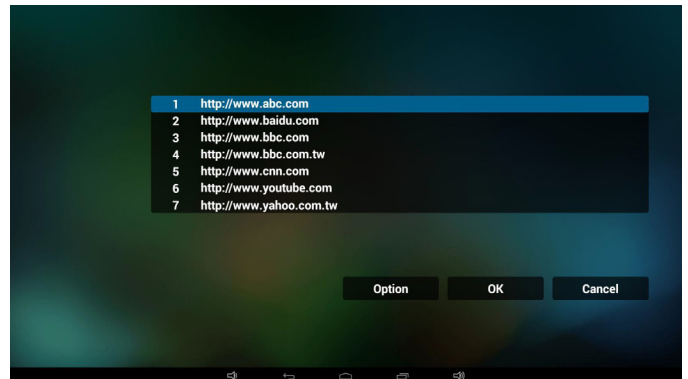 1 http://www.abc.com
2 http://www.baidu.com
3 http://www.bbc.com
4 http://www.bbc.com.tw
5 http://www.cnn.com
6 http://www.youtube.com
7 http://www.yahoo.com.tw
Option OK Cancel